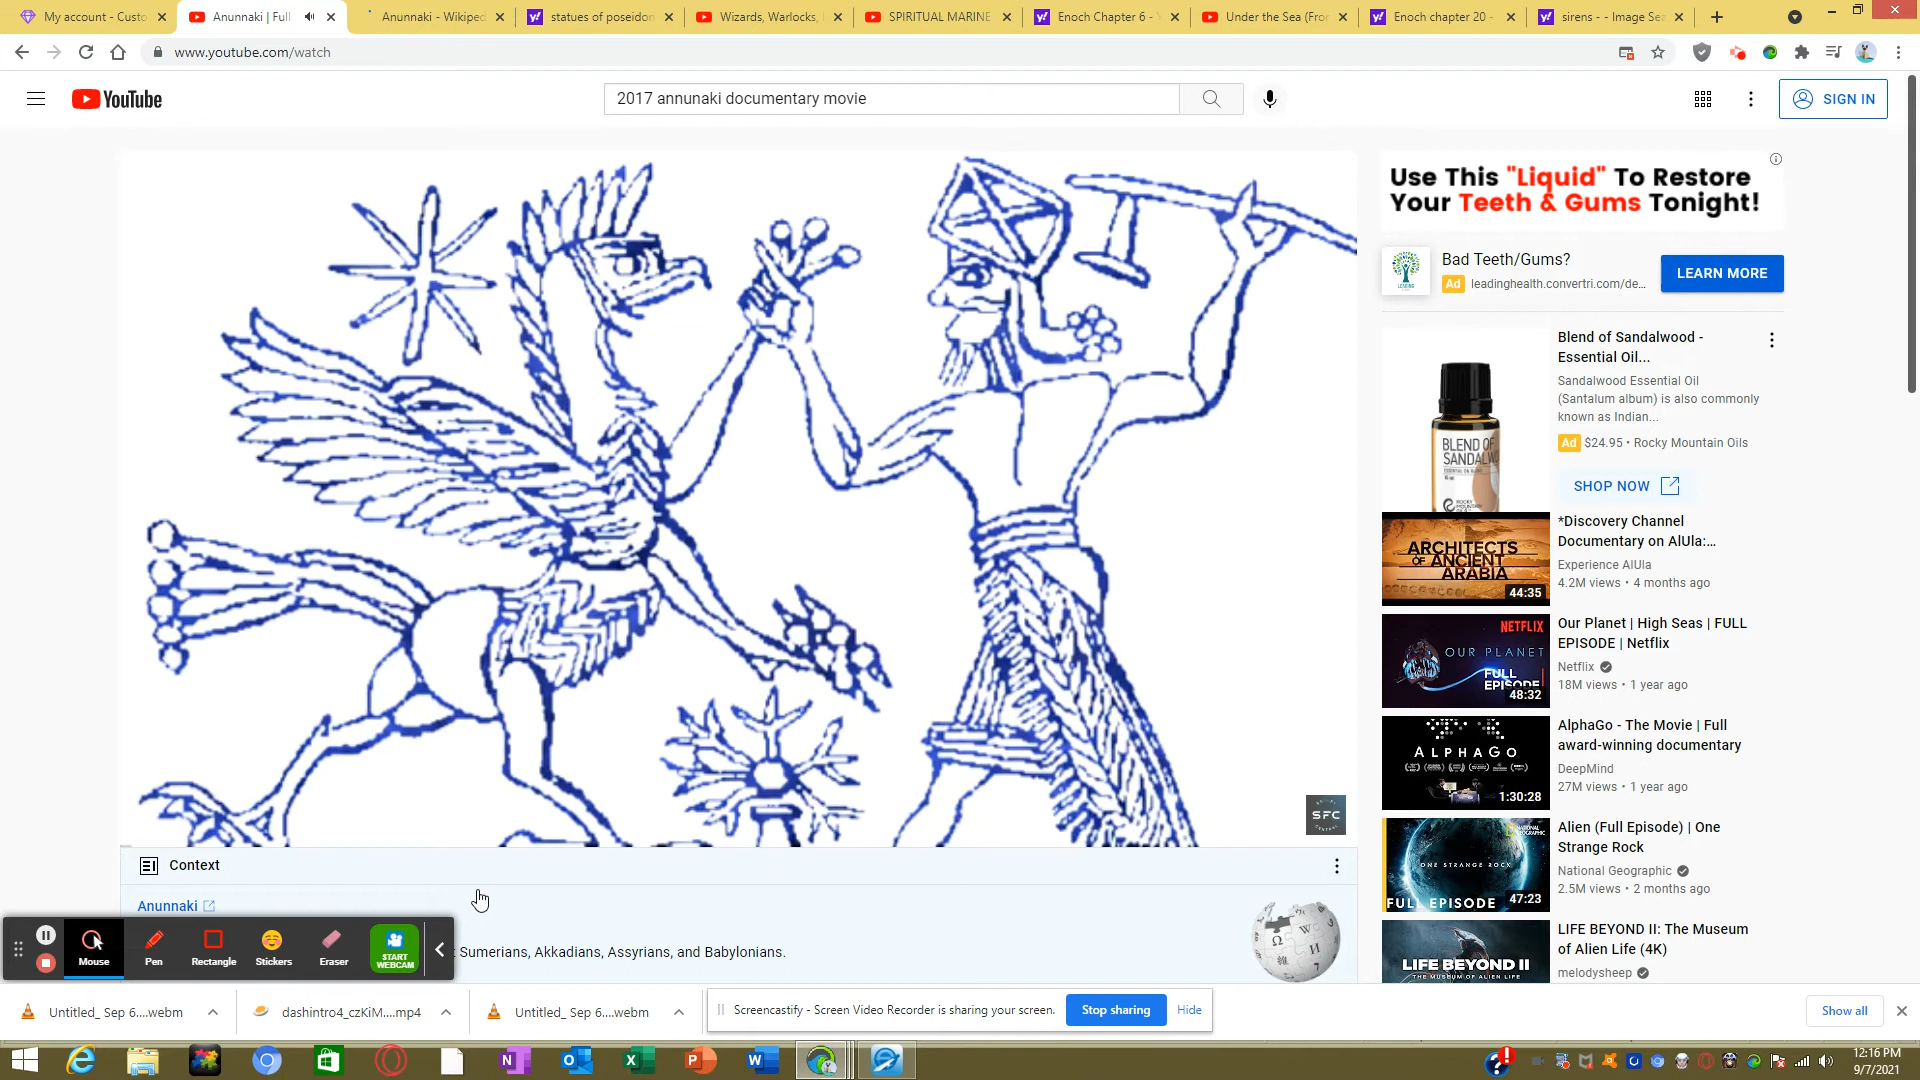 My account - Custo
Anunnaki | Full
Anunnaki - Wikiped
statues of poseidon
Wizards, Warlocks,
SPIRITUAL MARINE
Enoch Chapter 6 -
Under the Sea (From
Enoch chapter 20 -
sirens - - Image Sea
www.youtube.com/watch
YouTube
2017 annunaki documentary movie
SIGN IN
Use This "Liquid" To Restore
Your Teeth & Gums Tonight!
Bad Teeth/Gums?
Ad leadinghealth.convertri.com/de...
LEARN MORE
Blend of Sandalwood -
Essential Oil...
Sandalwood Essential Oil
(Santalum album) is also commonly
known as Indian...
Ad $24.95 • Rocky Mountain Oils
SHOP NOW
BLEND OF
SANDALW
ROCKY
ARCHITECTS
OF ANCIENT
ARABIA
44:35
*Discovery Channel
Documentary on AlUla:...
Experience AlUla
4.2M views • 4 months ago
NETFLIX
OUR PLANET
FULL
EPISODE
48:32
Our Planet | High Seas | FULL
EPISODE | Netflix
Netflix
18M views • 1 year ago
ALPHAGO
1:30:28
AlphaGo - The Movie | Full
award-winning documentary
DeepMind
27M views • 1 year ago
ONE STRANGE ROCK
FULL EPISODE
47:23
Alien (Full Episode) | One
Strange Rock
National Geographic
2.5M views • 2 months ago
LIFE BEYOND II
THE MUSEUM OF ALIEN LIFE
LIFE BEYOND II: The Museum
of Alien Life (4K)
melodysheep
SFC
Context
Anunnaki
Sumerians, Akkadians, Assyrians, and Babylonians.
Mouse
Pen
Rectangle
Stickers
Eraser
START
WEBCAM
Untitled_ Sep 6....webm
dashintro4_czKiM....mp4
Untitled_ Sep 6....webm
Screencastify - Screen Video Recorder is sharing your screen.
Stop sharing
Hide
Show all
12:16 PM
9/7/2021